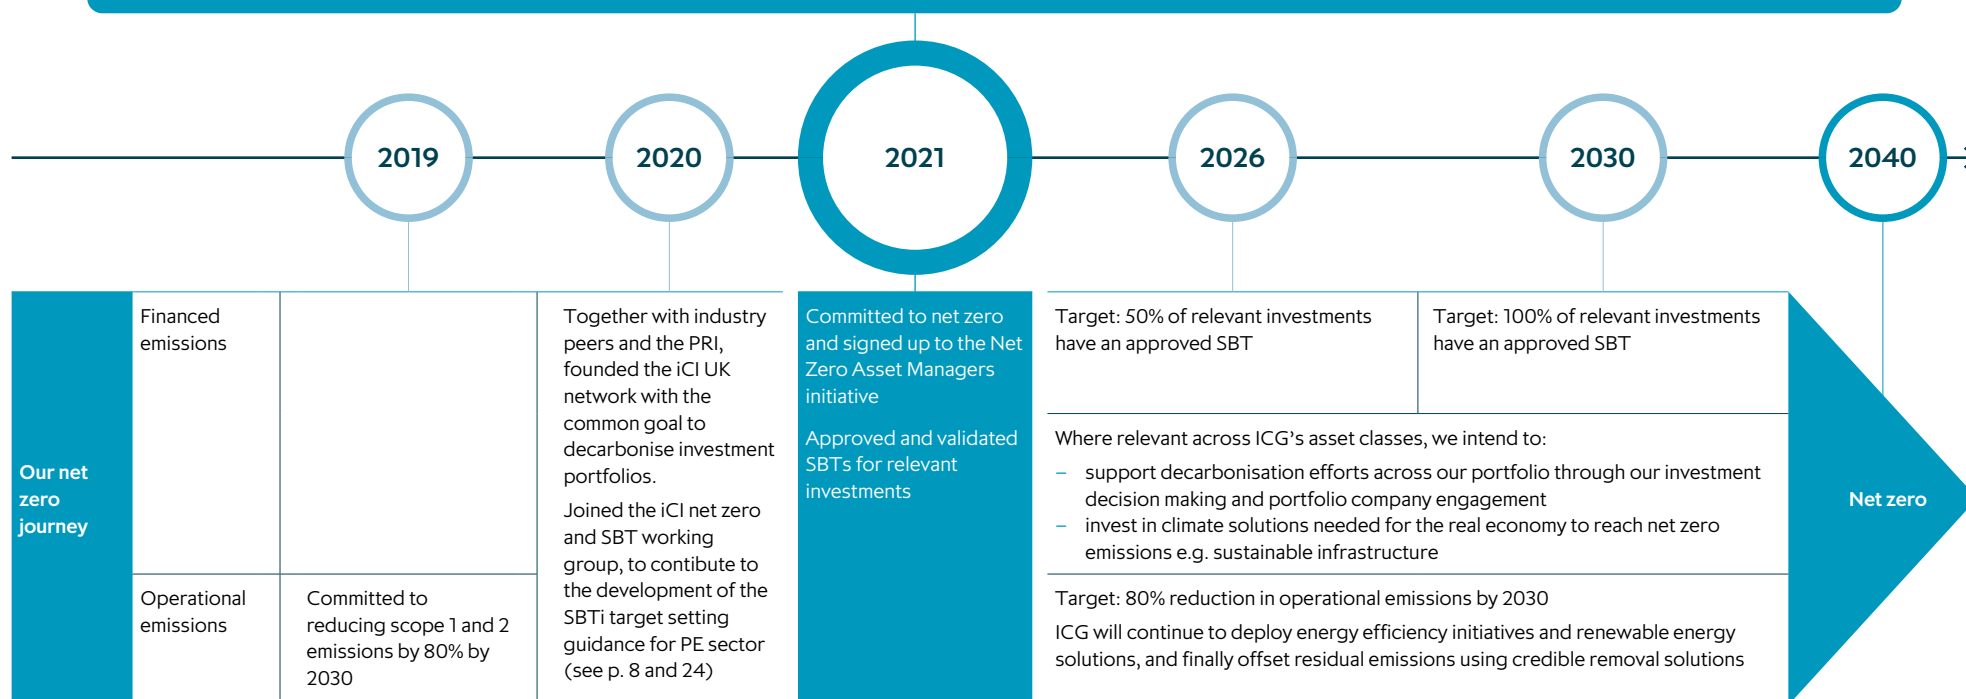 2019
2020
2021
2026
2030
2040
Our net
zero
journey
Financed
emissions
Together with industry
peers and the PRI,
founded the iCI UK
network with the
common goal to
decarbonise investment
portfolios.
Joined the iCI net zero
and SBT working
group, to contibute to
the development of the
SBTi target setting
guidance for PE sector
(see p. 8 and 24)
Committed to net zero
and signed up to the Net
Zero Asset Managers
initiative
Approved and validated
SBTs for relevant
investments
Target: 50% of relevant investments
have an approved SBT
Target: 100% of relevant investments
have an approved SBT
Where relevant across ICG’s asset classes, we intend to:
– support decarbonisation efforts across our portfolio through our investment
decision making and portfolio company engagement
– invest in climate solutions needed for the real economy to reach net zero
emissions e.g. sustainable infrastructure
Net zero
Operational
emissions
Committed to
reducing scope 1 and 2
emissions by 80% by
2030
Target: 80% reduction in operational emissions by 2030
ICG will continue to deploy energy efficiency initiatives and renewable energy
solutions, and finally offset residual emissions using credible removal solutions